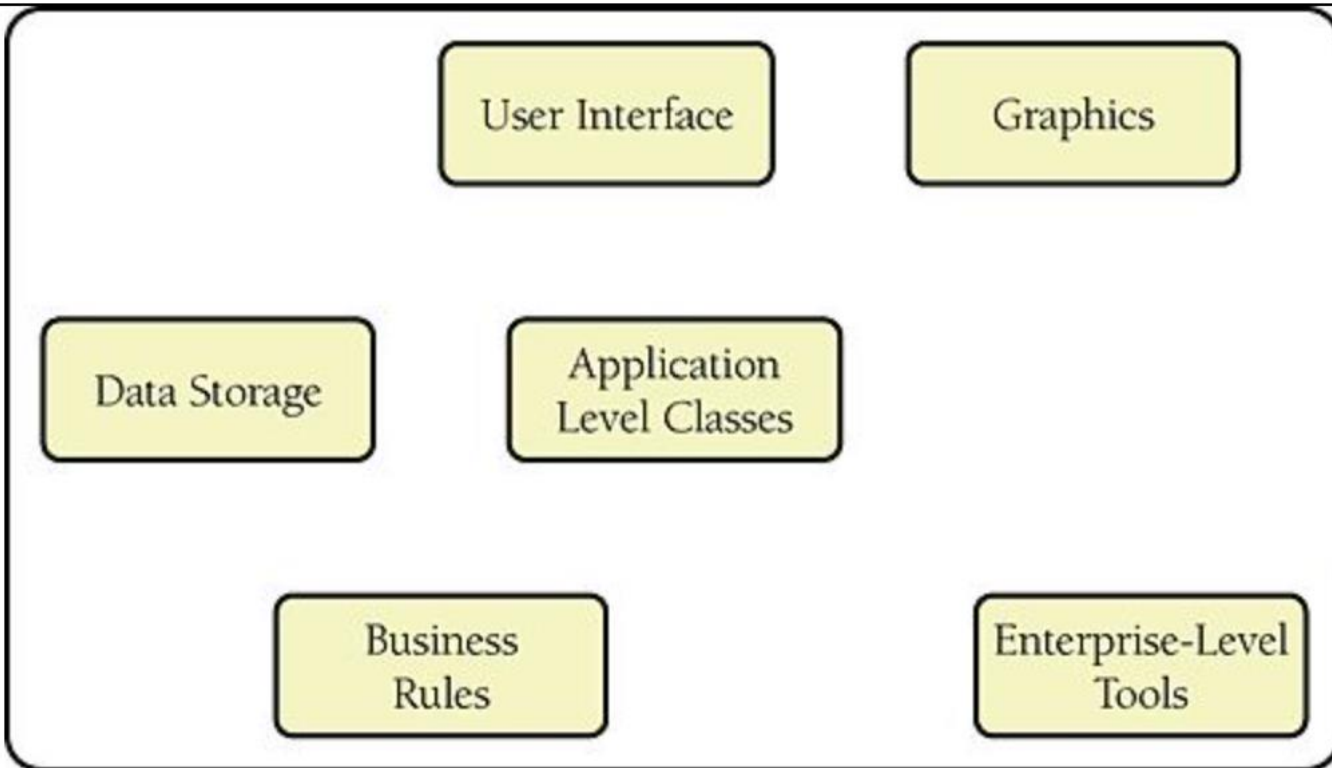 User Interface
Graphics
Data Storage
Application
Level Classes
Business
Rules
Enterprise-Level
Tools